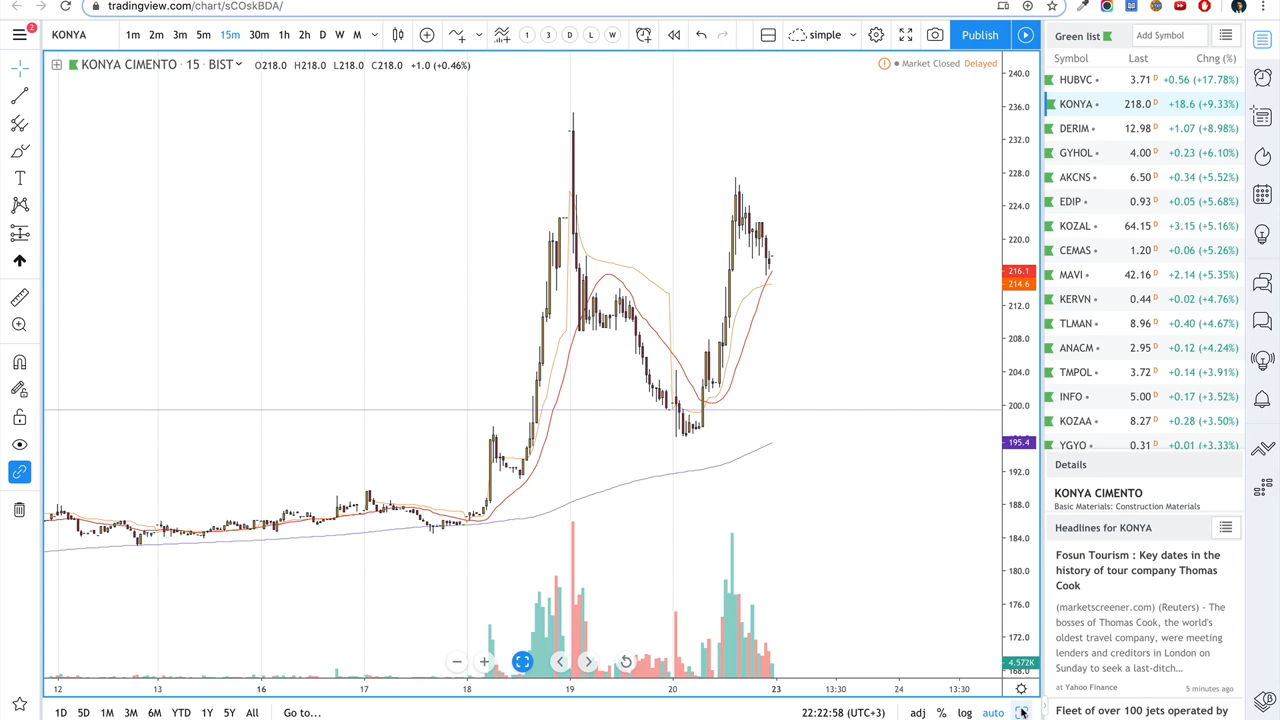 tradingview.com/chart/sCOskBDA/
2
KONYA 1m 2m 3m 5m 15m 30m 1h 2h D W M 1 3 D L W simple Publish
Green list Add Symbol
Symbol Last Chng (%)
KONYA CIMENTO · 15 · BIST O218.0 H218.0 L218.0 C218.0 +1.0 (+0.46%)
Market Closed Delayed
240.0
236.0
232.0
228.0
224.0
220.0
216.1
214.6
212.0
208.0
204.0
200.0
195.4
192.0
188.0
184.0
180.0
176.0
172.0
4.572K
168.0
12 13 16 17 18 19 20 23 13:30 24 13:30
1D 5D 1M 3M 6M YTD 1Y 5Y All Go to... 22:22:58 (UTC+3) adj % log auto
HUBVC 3.71 D +0.56 (+17.78%)
KONYA 218.0 D +18.6 (+9.33%)
DERIM 12.98 D +1.07 (+8.98%)
GYHOL 4.00 D +0.23 (+6.10%)
AKCNS 6.50 D +0.34 (+5.52%)
EDIP 0.93 D +0.05 (+5.68%)
KOZAL 64.15 D +3.15 (+5.16%)
CEMAS 1.20 D +0.06 (+5.26%)
MAVI 42.16 D +2.14 (+5.35%)
KERVN 0.44 D +0.02 (+4.76%)
TLMAN 8.96 D +0.40 (+4.67%)
ANACM 2.95 D +0.12 (+4.24%)
TMPOL 3.72 D +0.14 (+3.91%)
INFO 5.00 D +0.17 (+3.52%)
KOZAA 8.27 D +0.28 (+3.50%)
YGYO 0.31 D +0.01 (+3.33%)
Details
KONYA CIMENTO
Basic Materials: Construction Materials
Headlines for KONYA
Fosun Tourism : Key dates in the
history of tour company Thomas
Cook
(marketscreener.com) (Reuters) - The
bosses of Thomas Cook, the world's
oldest travel company, were meeting
lenders and creditors in London on
Sunday to seek a last-ditch...
at Yahoo Finance 5 minutes ago
Fleet of over 100 jets operated by